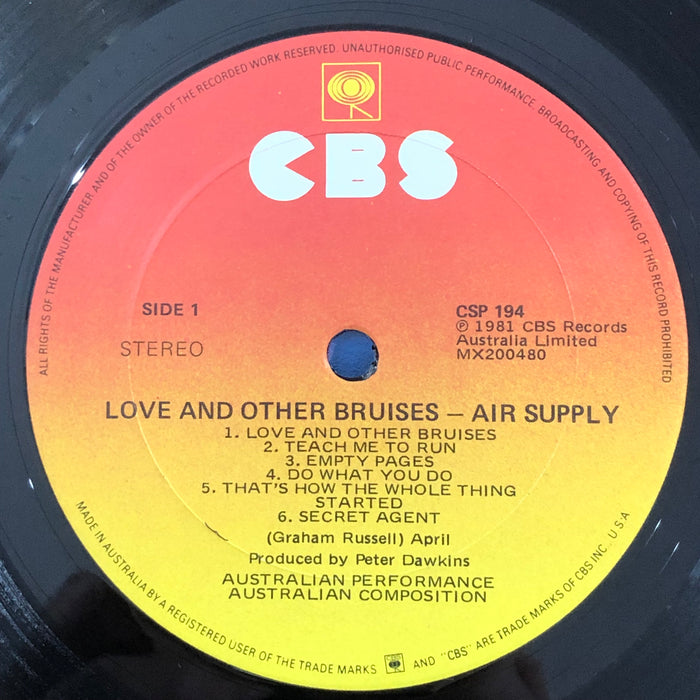 ALL RIGHTS OF THE MANUFACTURER AND OF THE OWNER OF THE RECORDED WORK RESERVED. UNAUTHORISED PUBLIC PERFORMANCE, BROADCASTING AND COPYING OF THIS RECORD PROHIBITED
CBS
SIDE 1
STEREO
CSP 194
℗ 1981 CBS Records
Australia Limited
MX200480
LOVE AND OTHER BRUISES – AIR SUPPLY
1. LOVE AND OTHER BRUISES
2. TEACH ME TO RUN
3. EMPTY PAGES
4. DO WHAT YOU DO
5. THAT'S HOW THE WHOLE THING
STARTED
6. SECRET AGENT
(Graham Russell) April
Produced by Peter Dawkins
AUSTRALIAN PERFORMANCE
AUSTRALIAN COMPOSITION
MADE IN AUSTRALIA BY A REGISTERED USER OF THE TRADE MARKS AND "CBS" ARE TRADE MARKS OF CBS INC. U.S.A